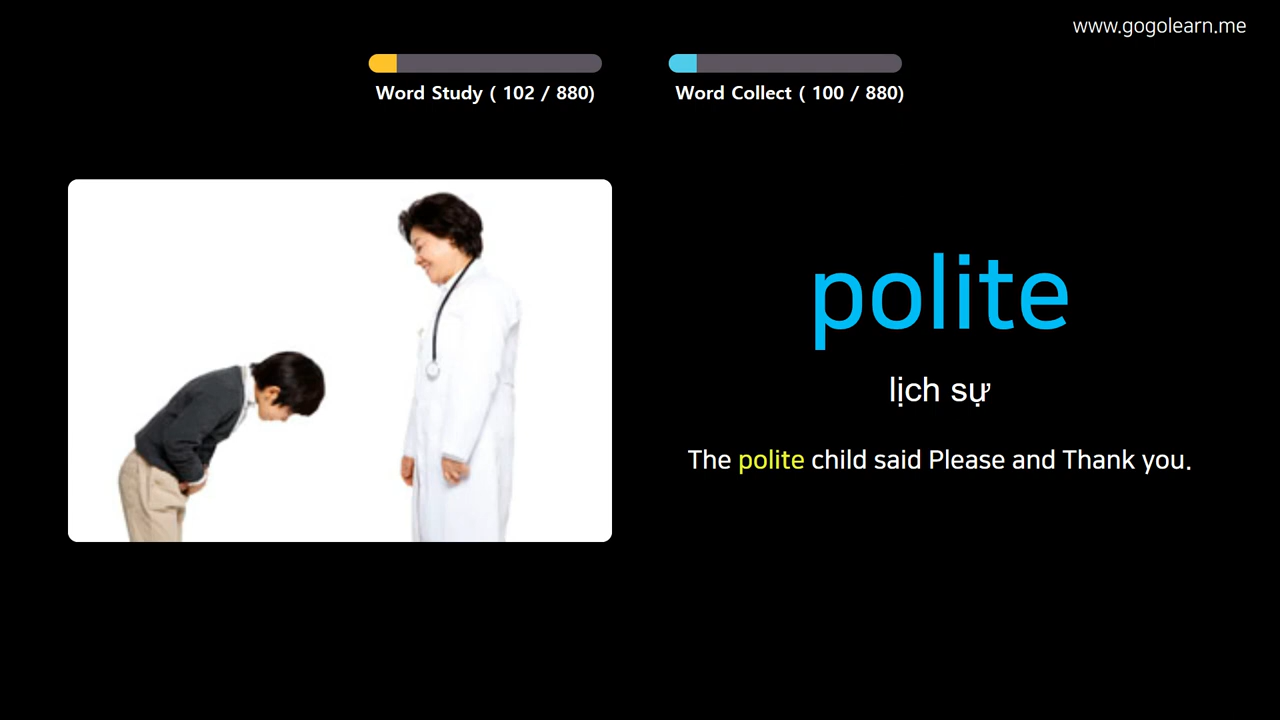 www.gogolearn.me
Word Study ( 102 / 880)
Word Collect ( 100 / 880)
polite
lịch sự
The polite child said Please and Thank you.